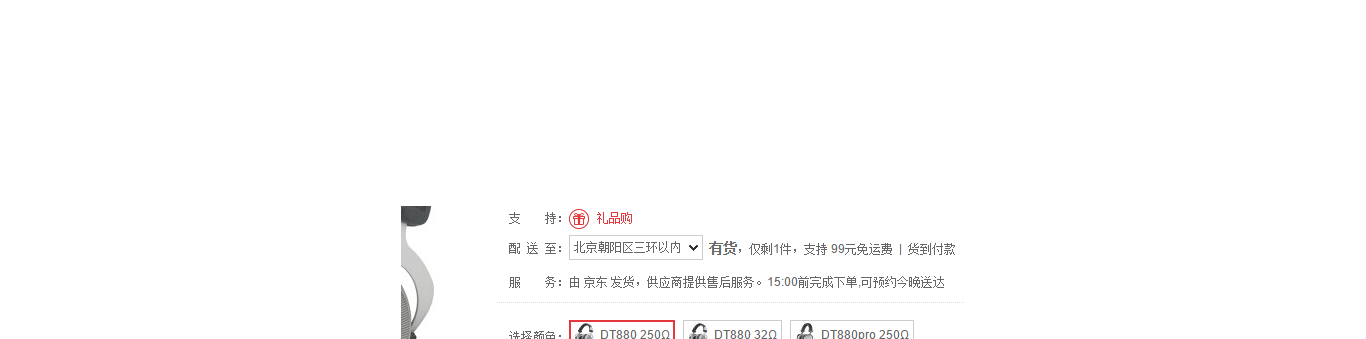 支 持： 礼品购
配 送 至： 北京朝阳区三环以内 有货，仅剩1件，支持 99元免运费 | 货到付款
服 务： 由 京东 发货，供应商提供售后服务。15:00前完成下单,可预约今晚送达
选择颜色： DT880 250Ω DT880 32Ω DT880pro 250Ω